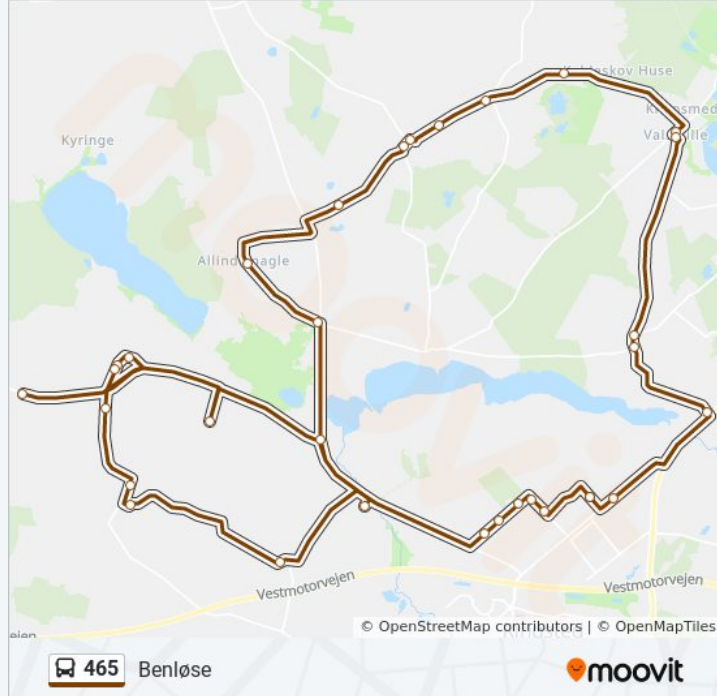 Kyringe
Allindemagle
Vestmotorvejen
Vestmotorvejen
© OpenStreetMap contributors | © OpenMapTiles
465 Benløse
moovit